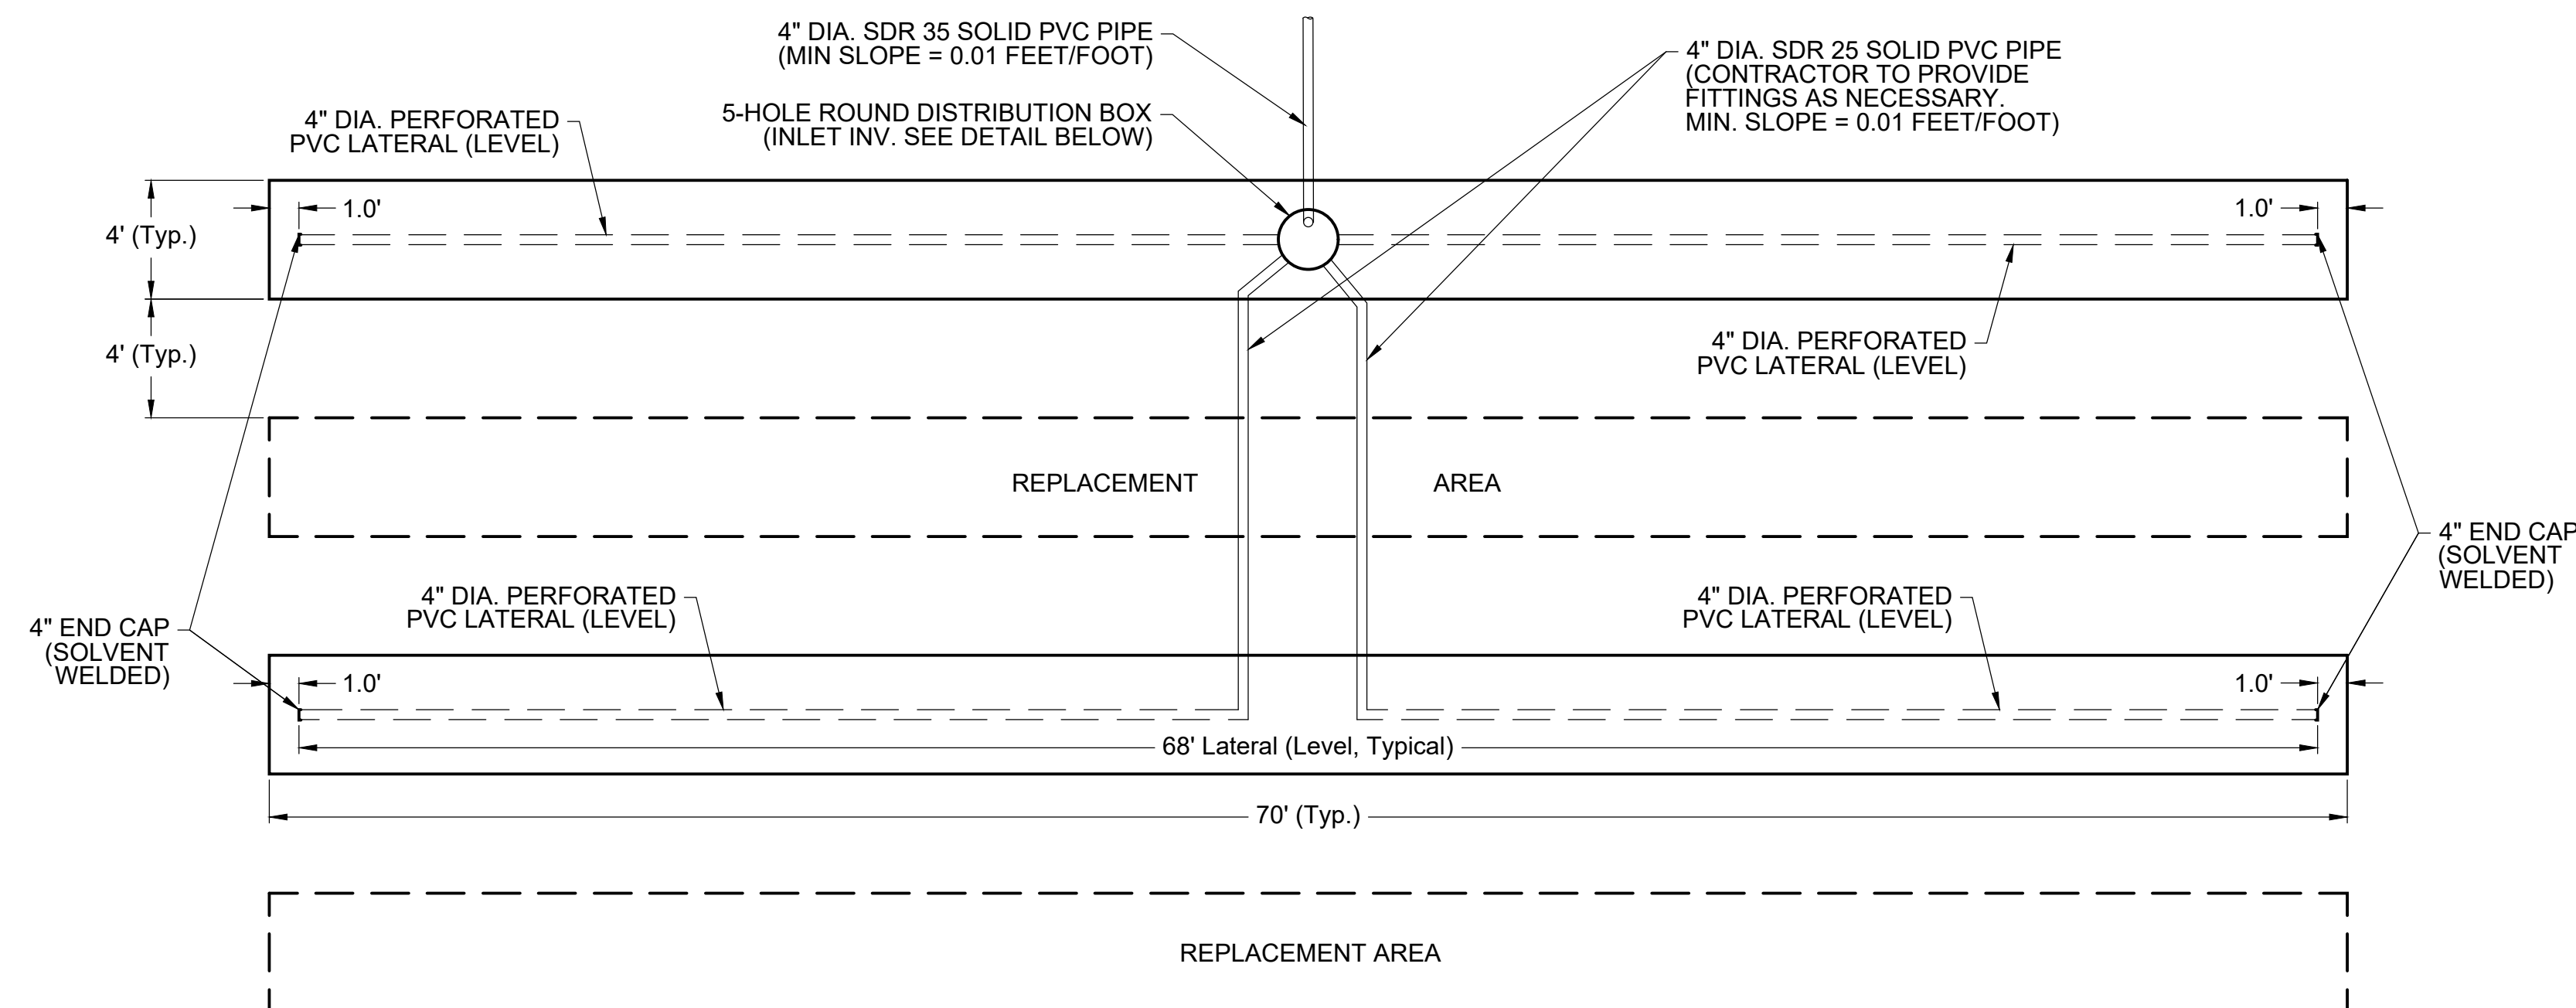 4" DIA. SDR 35 SOLID PVC PIPE
(MIN SLOPE = 0.01 FEET/FOOT)
4" DIA. SDR 25 SOLID PVC PIPE
(CONTRACTOR TO PROVIDE
FITTINGS AS NECESSARY.
MIN. SLOPE = 0.01 FEET/FOOT)
5-HOLE ROUND DISTRIBUTION BOX
(INLET INV. SEE DETAIL BELOW)
4" DIA. PERFORATED
PVC LATERAL (LEVEL)
1.0'
1.0'
4' (Typ.)
4' (Typ.)
4" DIA. PERFORATED
PVC LATERAL (LEVEL)
REPLACEMENT AREA
4" END CAP
(SOLVENT
WELDED)
4" DIA. PERFORATED
PVC LATERAL (LEVEL)
4" DIA. PERFORATED
PVC LATERAL (LEVEL)
4" END CAP
(SOLVENT
WELDED)
1.0'
1.0'
68' Lateral (Level, Typical)
70' (Typ.)
REPLACEMENT AREA